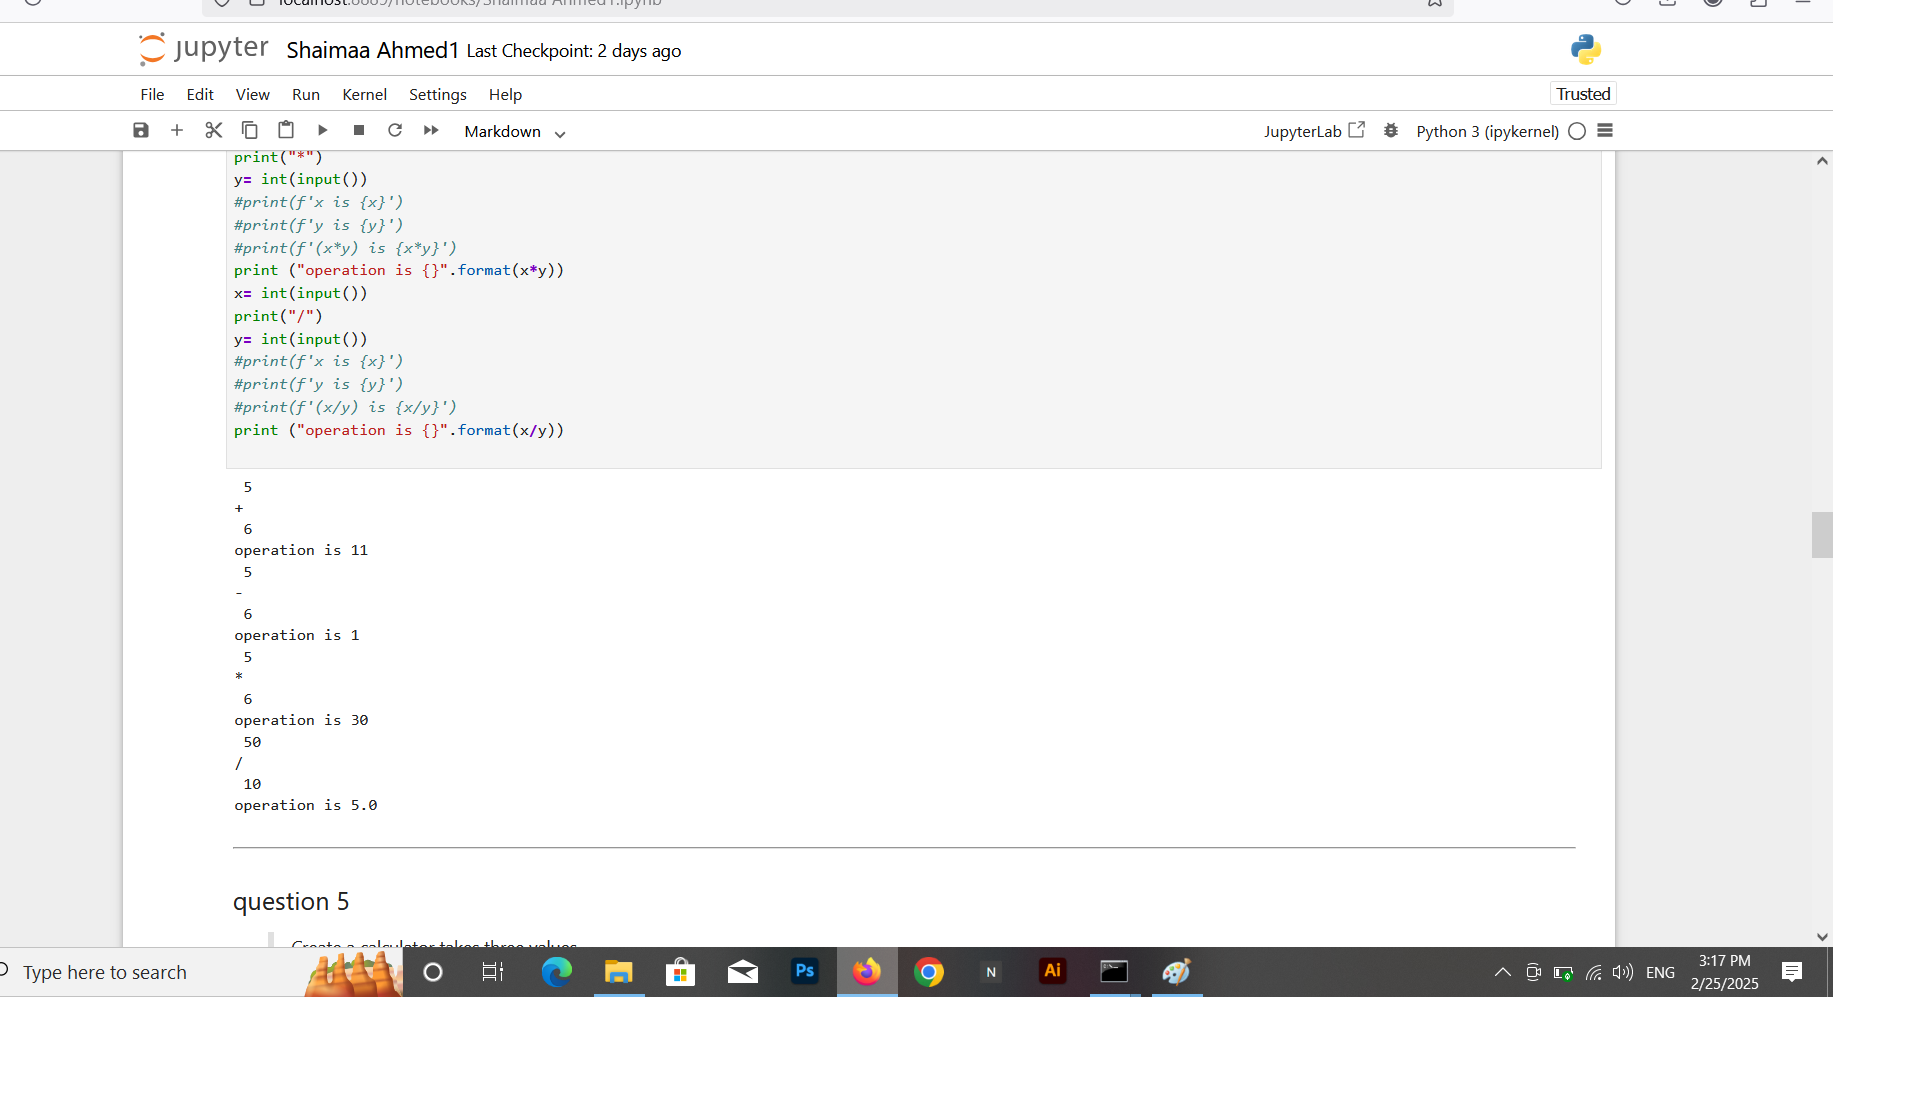 localhost:8889/notebooks/Shaimaa Ahmed1.ipynb
jupyter Shaimaa Ahmed1 Last Checkpoint: 2 days ago
File Edit View Run Kernel Settings Help Trusted
Markdown JupyterLab Python 3 (ipykernel)
print("*")
y= int(input())
#print(f'x is {x}')
#print(f'y is {y}')
#print(f'(x*y) is {x*y}')
print ("operation is {}".format(x*y))
x= int(input())
print("/")
y= int(input())
#print(f'x is {x}')
#print(f'y is {y}')
#print(f'(x/y) is {x/y}')
print ("operation is {}".format(x/y))
5
+
6
operation is 11
5
-
6
operation is 1
5
*
6
operation is 30
50
/
10
operation is 5.0
question 5
Create a calculator takes three values
Type here to search Ps N Ai ENG 3:17 PM
2/25/2025